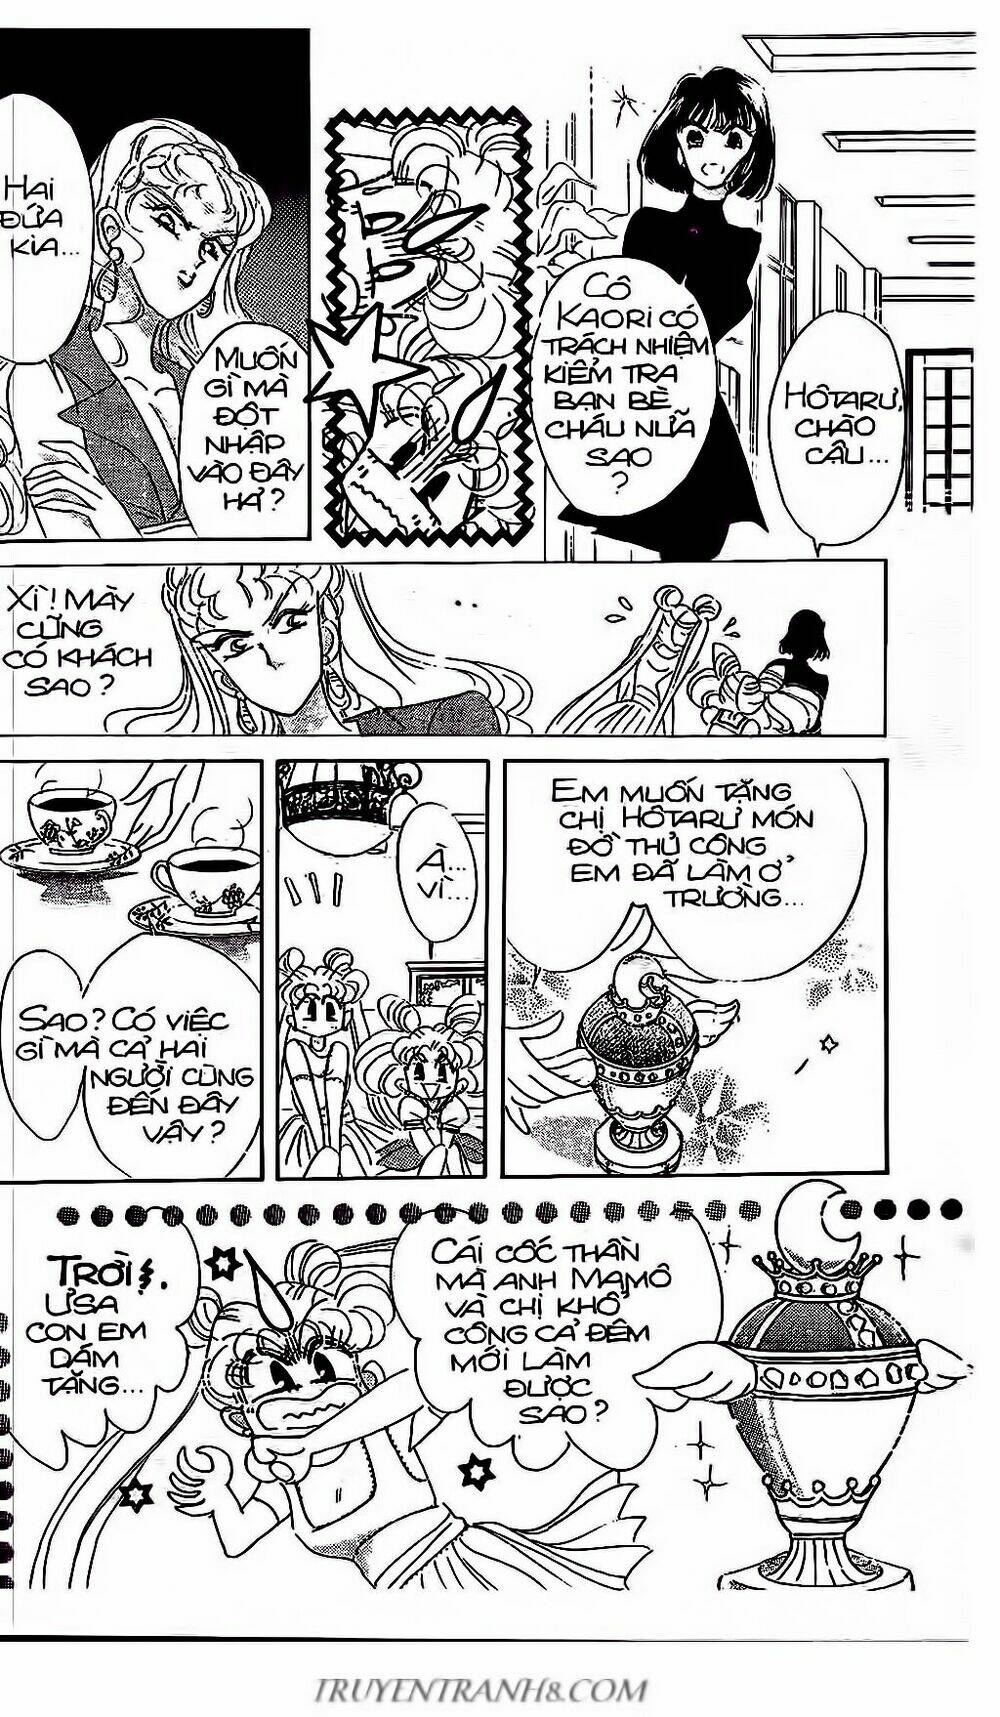 HAI
ĐỨA
KIA...
MUỐN
GÌ MÀ
ĐỘT
NHẬP
VÀO ĐÂY
HẢ?
CÔ
KAORI CÓ
TRÁCH NHIỆM
KIỂM TRA
BẠN BÈ
CHÁU NỮA
SAO
?
HÔTARƯ,
CHÀO
CẬU...
XÌ! MÀY
CŨNG
CÓ KHÁCH
SAO?
...
SAO? CÓ VIỆC
GÌ MÀ CẢ HAI
NGƯỜI CÙNG
ĐẾN ĐÂY
VẬY?
À...
VÌ...
EM MUỐN TẶNG
CHỊ HÔTARƯ MÓN
ĐỒ THỦ CÔNG
EM ĐÃ LÀM Ở
TRƯỜNG...
TRỜI!.
ƯSA
CON EM
DÁM
TẶNG...
CÁI CỐC THẦN
MÀ ANH MAMÔ
VÀ CHỊ KHỔ
CÔNG CẢ ĐÊM
MỚI LÀM
ĐƯỢC
SAO?
TRUYENTRANH8.COM